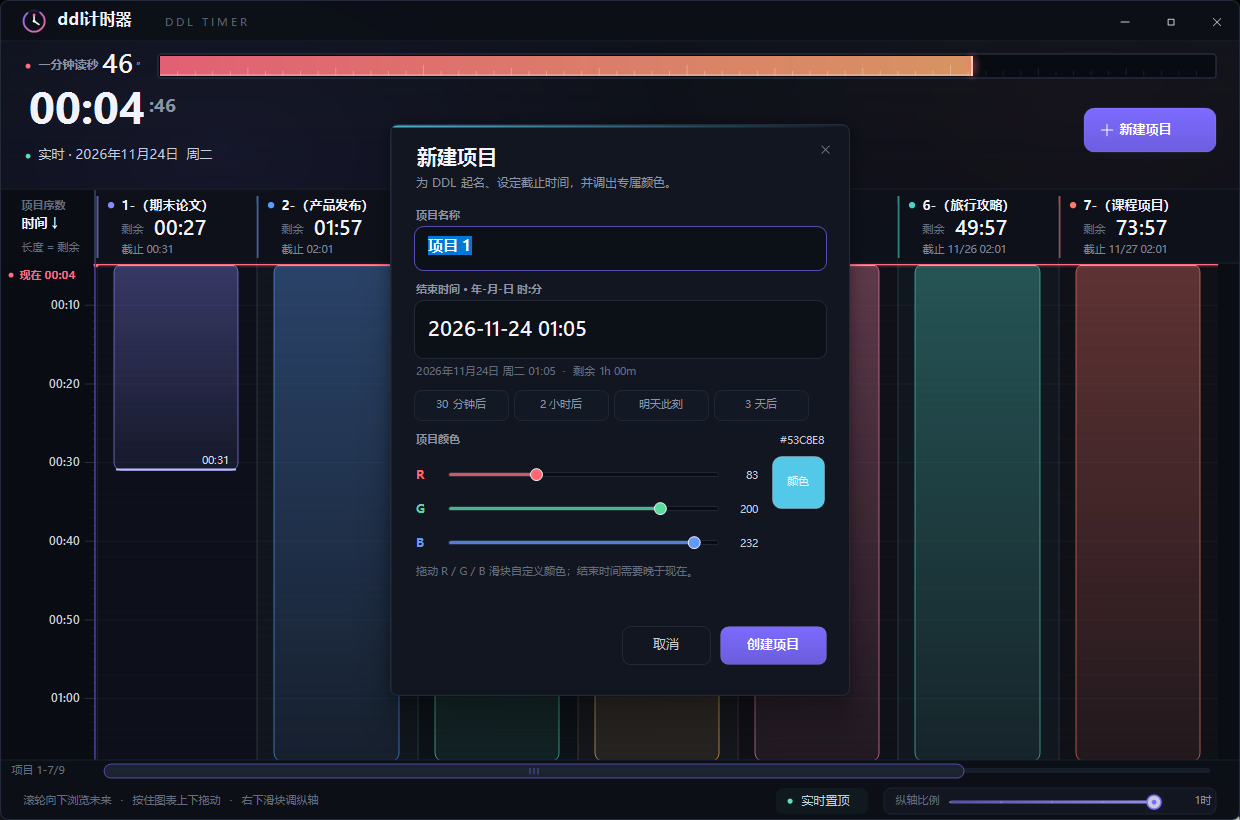 ddl计时器 DDL TIMER
一分钟读秒 46 "
00:04 :46
实时 · 2026年11月24日 周二
+ 新建项目
项目序数
时间 ↓
长度 = 剩余
1-（期末论文）
剩余 00:27
截止 00:31
2-（产品发布）
剩余 01:57
截止 02:01
6-（旅行攻略）
剩余 49:57
截止 11/26 02:01
7-（课程项目）
剩余 73:57
截止 11/27 02:01
现在 00:04
00:10
00:20
00:30
00:40
00:50
01:00
00:31
新建项目
为 DDL 起名、设定截止时间，并调出专属颜色。
项目名称
项目 1
结束时间 • 年-月-日 时:分
2026-11-24 01:05
2026年11月24日 周二 01:05 · 剩余 1h 00m
30 分钟后 2 小时后 明天此刻 3 天后
项目颜色 #53C8E8
R 83
G 200
B 232
颜色
拖动 R / G / B 滑块自定义颜色；结束时间需要晚于现在。
取消 创建项目
项目 1-7/9
滚轮向下浏览未来 · 按住图表上下拖动 · 右下滑块调纵轴
实时置顶
纵轴比例 1时